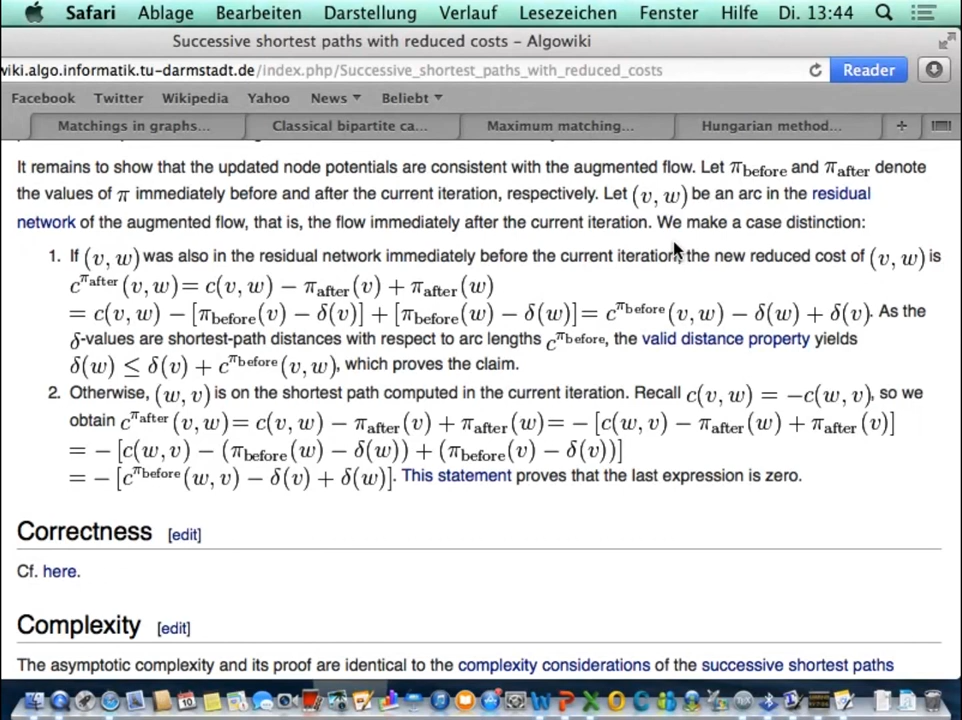 Safari Ablage Bearbeiten Darstellung Verlauf Lesezeichen Fenster Hilfe Di. 13:44
Successive shortest paths with reduced costs – Algowiki
wiki.algo.informatik.tu-darmstadt.de/index.php/Successive_shortest_paths_with_reduced_costs Reader
Facebook Twitter Wikipedia Yahoo News ▼ Beliebt ▼
Matchings in graphs... Classical bipartite ca... Maximum matching... Hungarian method... +
It remains to show that the updated node potentials are consistent with the augmented flow. Let π_before and π_after denote
the values of π immediately before and after the current iteration, respectively. Let (v, w) be an arc in the residual
network of the augmented flow, that is, the flow immediately after the current iteration. We make a case distinction:
1. If (v, w) was also in the residual network immediately before the current iteration, the new reduced cost of (v, w) is
c^{π_after}(v, w) = c(v, w) − π_after(v) + π_after(w)
= c(v, w) − [π_before(v) − δ(v)] + [π_before(w) − δ(w)] = c^{π_before}(v, w) − δ(w) + δ(v). As the
δ-values are shortest-path distances with respect to arc lengths c^{π_before}, the valid distance property yields
δ(w) ≤ δ(v) + c^{π_before}(v, w), which proves the claim.
2. Otherwise, (w, v) is on the shortest path computed in the current iteration. Recall c(v, w) = −c(w, v), so we
obtain c^{π_after}(v, w) = c(v, w) − π_after(v) + π_after(w) = − [c(w, v) − π_after(w) + π_after(v)]
= − [c(w, v) − (π_before(w) − δ(w)) + (π_before(v) − δ(v))]
= − [c^{π_before}(w, v) − δ(v) + δ(w)]. This statement proves that the last expression is zero.
Correctness [edit]
Cf. here.
Complexity [edit]
The asymptotic complexity and its proof are identical to the complexity considerations of the successive shortest paths